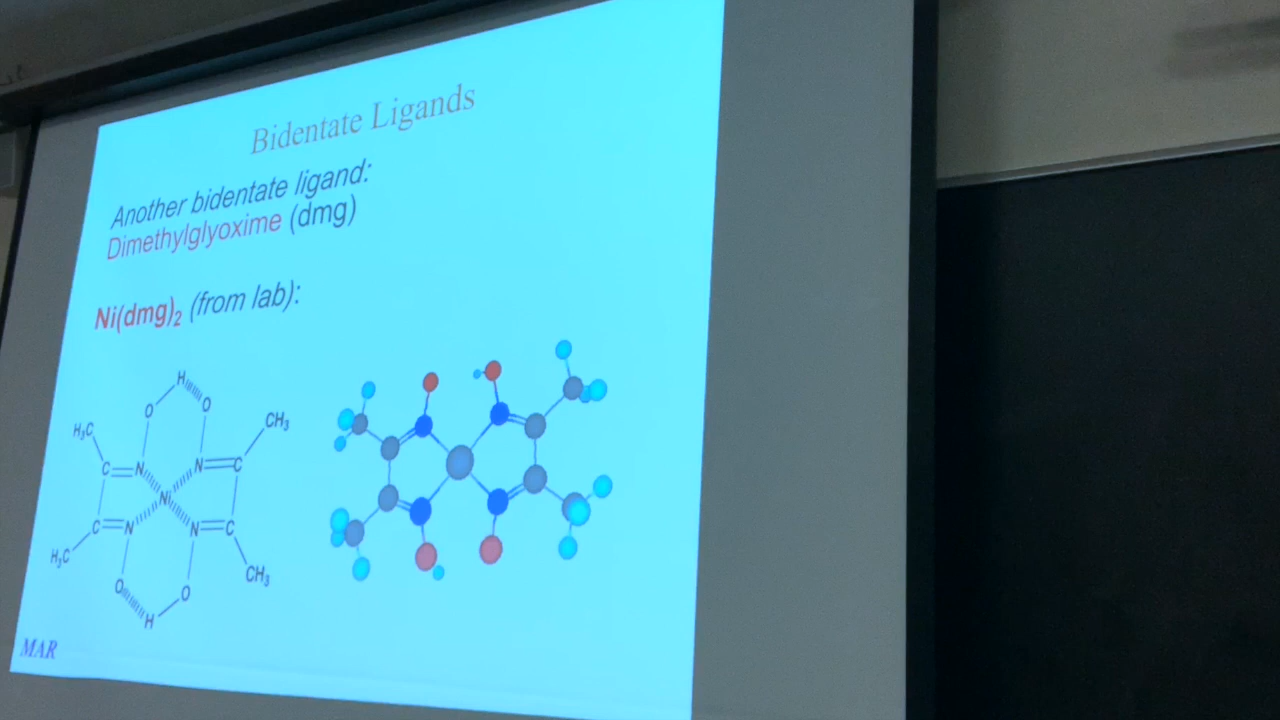 Bidentate Ligands
Another bidentate ligand:
Dimethylglyoxime (dmg)
Ni(dmg)₂ (from lab):
H
O O
H₃C CH₃
C N N C
Ni
C N N C
H₃C CH₃
O O
H
MAR